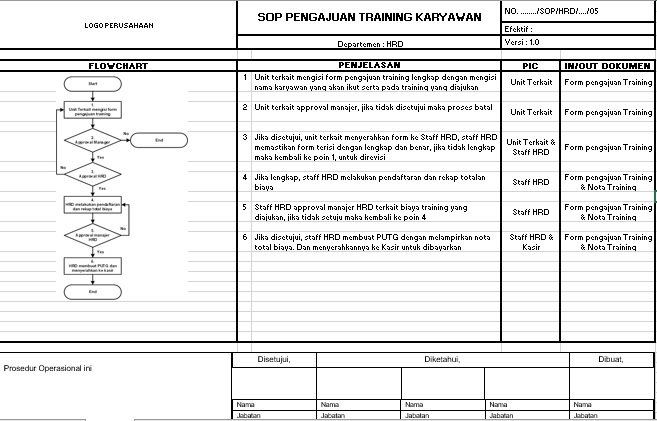 LOGO PERUSAHAAN
SOP PENGAJUAN TRAINING KARYAWAN
Departemen : HRD
NO. ......../SOP/HRD/..../05
Efektif :
Versi : 1.0
FLOWCHART
PENJELASAN
PIC
IN/OUT DOKUMEN
Start
1.
Unit Terkait mengisi form
pengajuan training
2.
Approval Manager
No
End
Yes
No
3.
Approval HRD
Yes
4.
HRD melakukan pendaftaran
dan rekap total biaya
5.
Approval manajer
HRD
No
Yes
6.
HRD membuat PUTG dan
menyerahkan ke kasir
End
1 Unit terkait mengisi form pengajuan training lengkap dengan mengisi
nama karyawan yang akan ikut serta pada training yang diajukan
Unit Terkait
Form pengajuan Training
2 Unit terkait approval manajer, jika tidak disetujui maka proses batal
Unit Terkait
Form pengajuan Training
3 Jika disetujui, unit terkait menyerahkan form ke Staff HRD, staff HRD
memastikan form terisi dengan lengkap dan benar, jika tidak lengkap
maka kembali ke poin 1, untuk direvisi
Unit Terkait &
Staff HRD
Form pengajuan Training
4 Jika lengkap, staff HRD melakukan pendaftaran dan rekap totalan
biaya
Staff HRD
Form pengajuan Training
& Nota Training
5 Staff HRD approval manajer HRD terkait biaya training yang
diajukan, jika tidak setuju maka kembali ke poin 4
Staff HRD
Form pengajuan Training
& Nota Training
6 Jika disetujui, staff HRD membuat PUTG dengan melampirkan nota
total biaya. Dan menyerahkannya ke Kasir untuk dibayarkan
Staff HRD &
Kasir
Form pengajuan Training
& Nota Training
Prosedur Operasional ini
Disetujui,
Diketahui,
Dibuat,
Nama
Nama
Nama
Nama
Nama
Jabatan
Jabatan
Jabatan
Jabatan
Jabatan